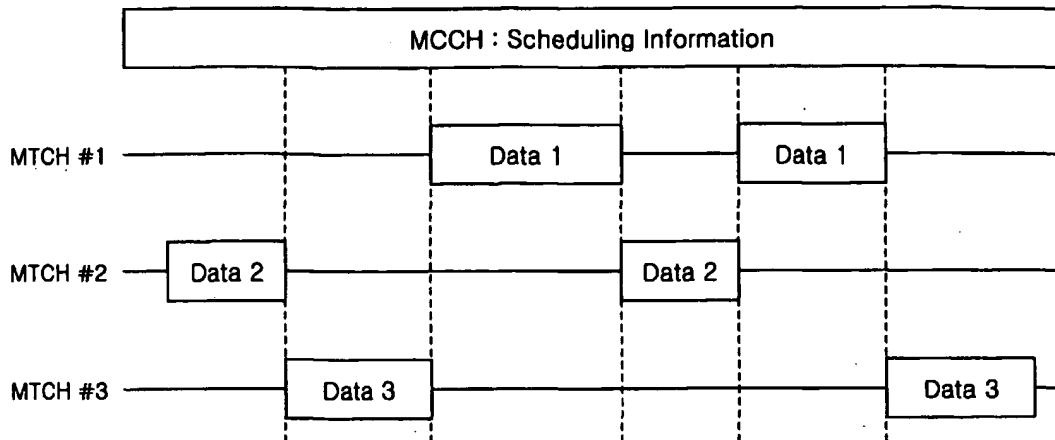 MCCH : Scheduling Information
MTCH #1
Data 1
Data 1
MTCH #2
Data 2
Data 2
MTCH #3
Data 3
Data 3